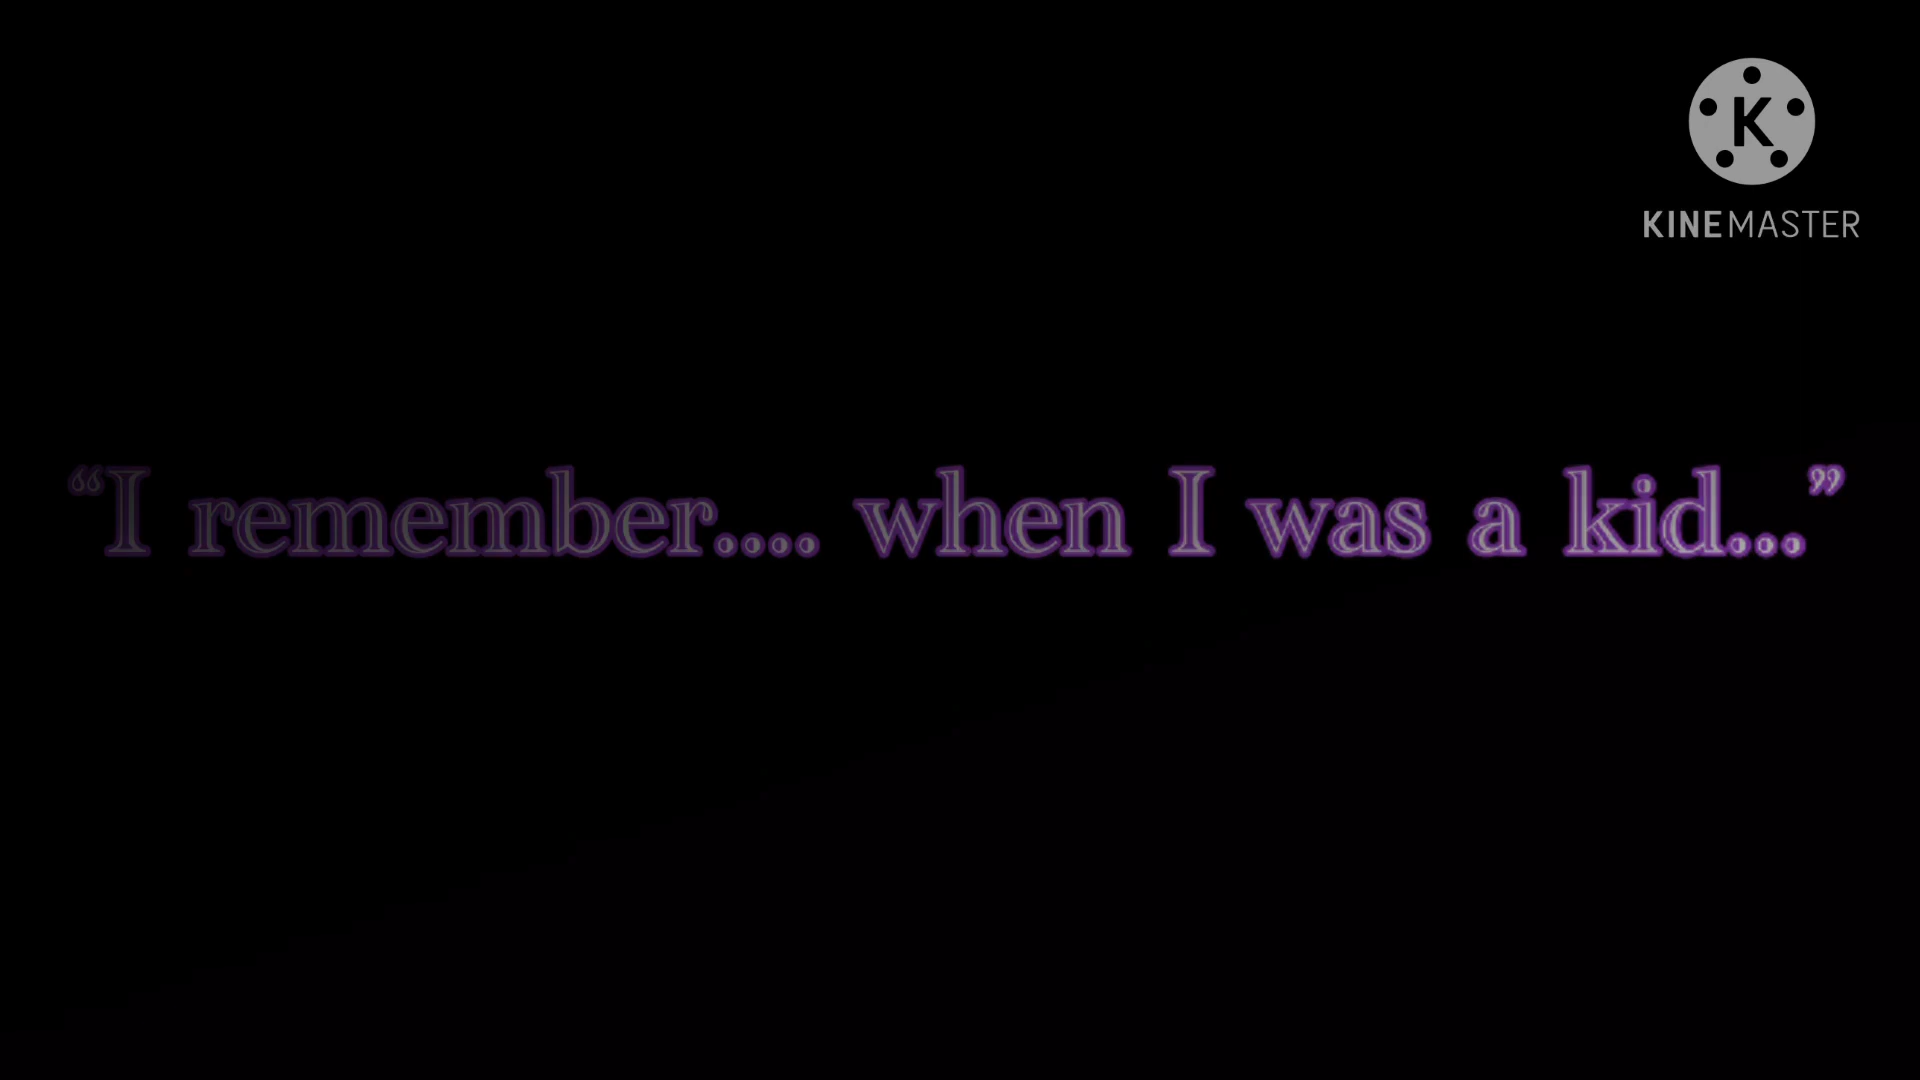 K
KINEMASTER
“I remember.... when I was a kid...”